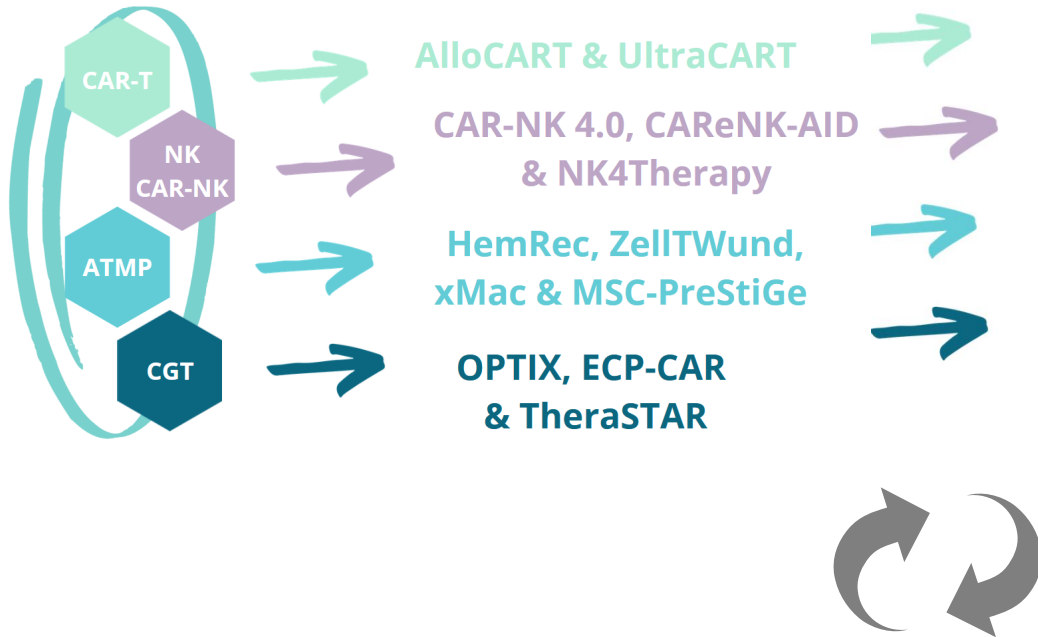 CAR-T
AlloCART & UltraCART
NK
CAR-NK
CAR-NK 4.0, CAReNK-AID
& NK4Therapy
ATMP
HemRec, ZellTWund,
xMac & MSC-PreStiGe
CGT
OPTIX, ECP-CAR
& TheraSTAR